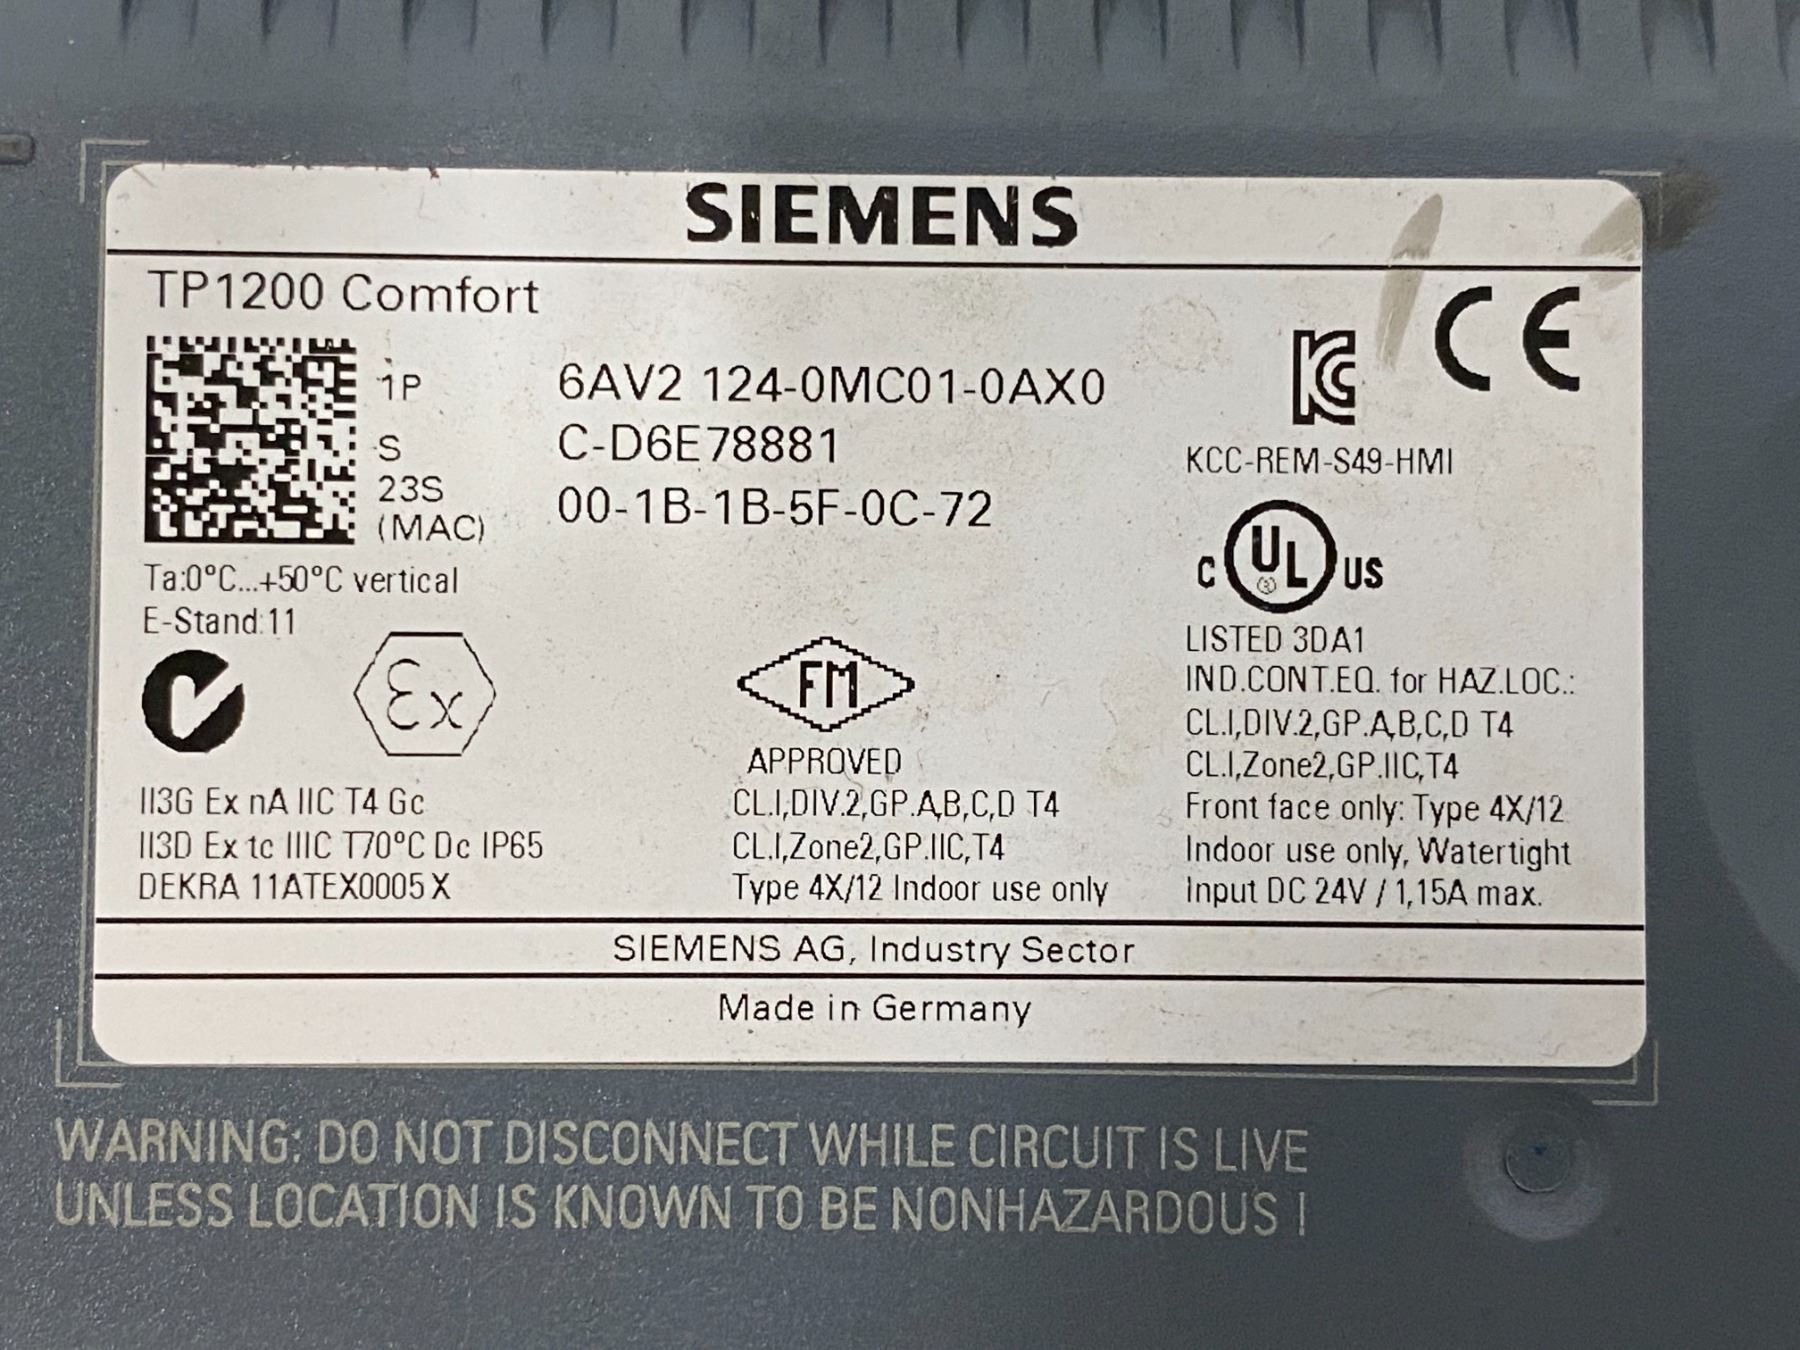 SIEMENS
TP1200 Comfort
1P 6AV2 124-0MC01-0AX0
S C-D6E78881
23S (MAC) 00-1B-1B-5F-0C-72
Ta:0°C...+50°C vertical
E-Stand:11
Ex
II3G Ex nA IIC T4 Gc
II3D Ex tc IIIC T70°C Dc IP65
DEKRA 11ATEX0005 X
FM
APPROVED
CL.I,DIV.2,GP.A,B,C,D T4
CL.I,Zone2,GP.IIC,T4
Type 4X/12 Indoor use only
CE
KCC-REM-S49-HMI
C UL US
LISTED 3DA1
IND.CONT.EQ. for HAZ.LOC.:
CL.I,DIV.2,GP.A,B,C,D T4
CL.I,Zone2,GP.IIC,T4
Front face only: Type 4X/12
Indoor use only, Watertight
Input DC 24V / 1,15A max.
SIEMENS AG, Industry Sector
Made in Germany
WARNING: DO NOT DISCONNECT WHILE CIRCUIT IS LIVE
UNLESS LOCATION IS KNOWN TO BE NONHAZARDOUS !